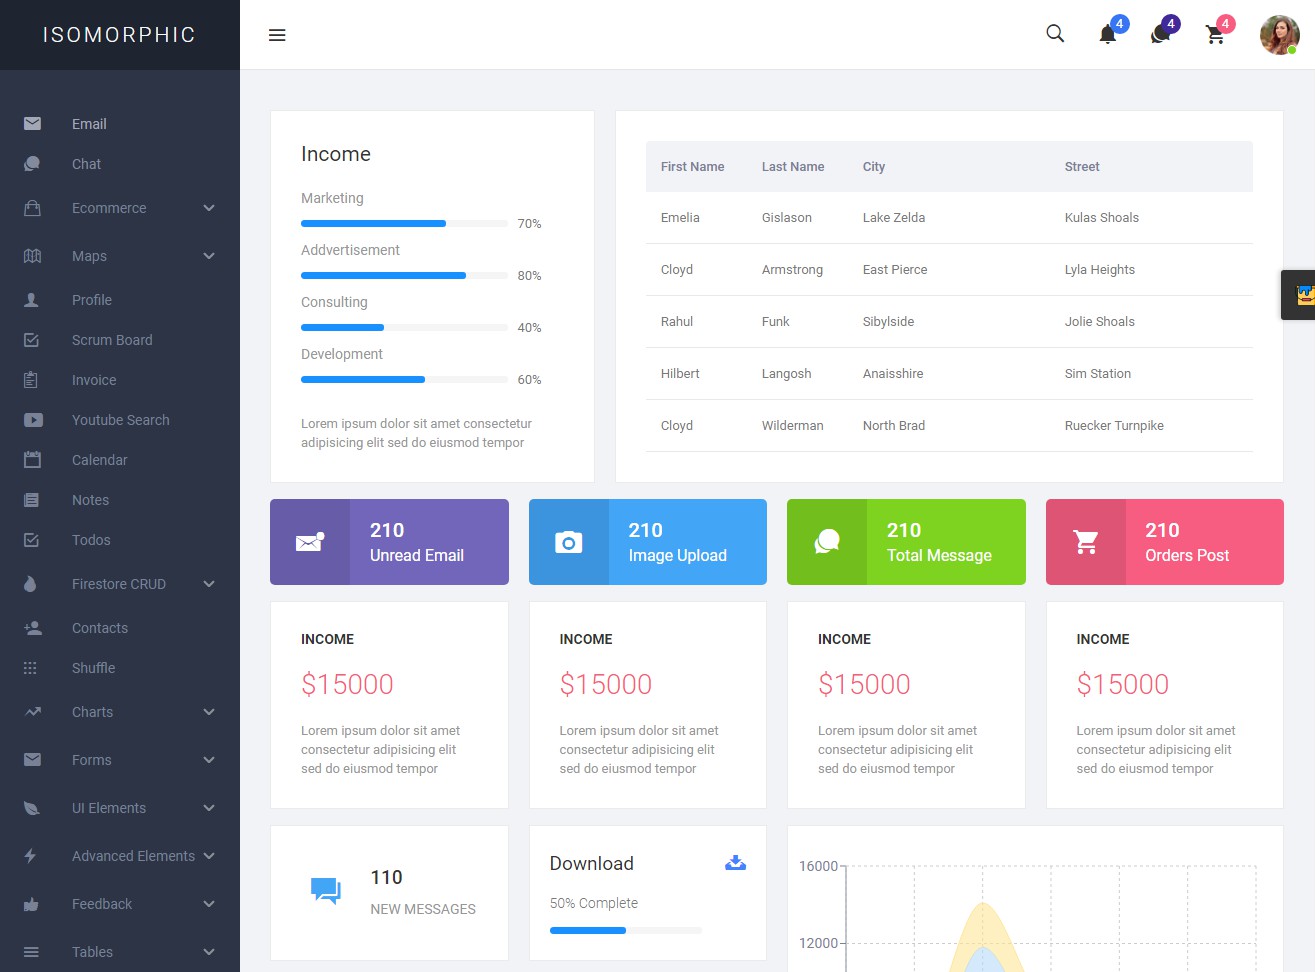 ISOMORPHIC
4
4
4
Email
Chat
Ecommerce
Maps
Profile
Scrum Board
Invoice
Youtube Search
Calendar
Notes
Todos
Firestore CRUD
Contacts
Shuffle
Charts
Forms
UI Elements
Advanced Elements
Feedback
Tables
Income
Marketing
70%
Addvertisement
80%
Consulting
40%
Development
60%
Lorem ipsum dolor sit amet consectetur
adipisicing elit sed do eiusmod tempor
First Name Last Name City Street
Emelia Gislason Lake Zelda Kulas Shoals
Cloyd Armstrong East Pierce Lyla Heights
Rahul Funk Sibylside Jolie Shoals
Hilbert Langosh Anaisshire Sim Station
Cloyd Wilderman North Brad Ruecker Turnpike
210
Unread Email
210
Image Upload
210
Total Message
210
Orders Post
INCOME
$15000
Lorem ipsum dolor sit amet
consectetur adipisicing elit
sed do eiusmod tempor
INCOME
$15000
Lorem ipsum dolor sit amet
consectetur adipisicing elit
sed do eiusmod tempor
INCOME
$15000
Lorem ipsum dolor sit amet
consectetur adipisicing elit
sed do eiusmod tempor
INCOME
$15000
Lorem ipsum dolor sit amet
consectetur adipisicing elit
sed do eiusmod tempor
110
NEW MESSAGES
Download
50% Complete
16000
12000